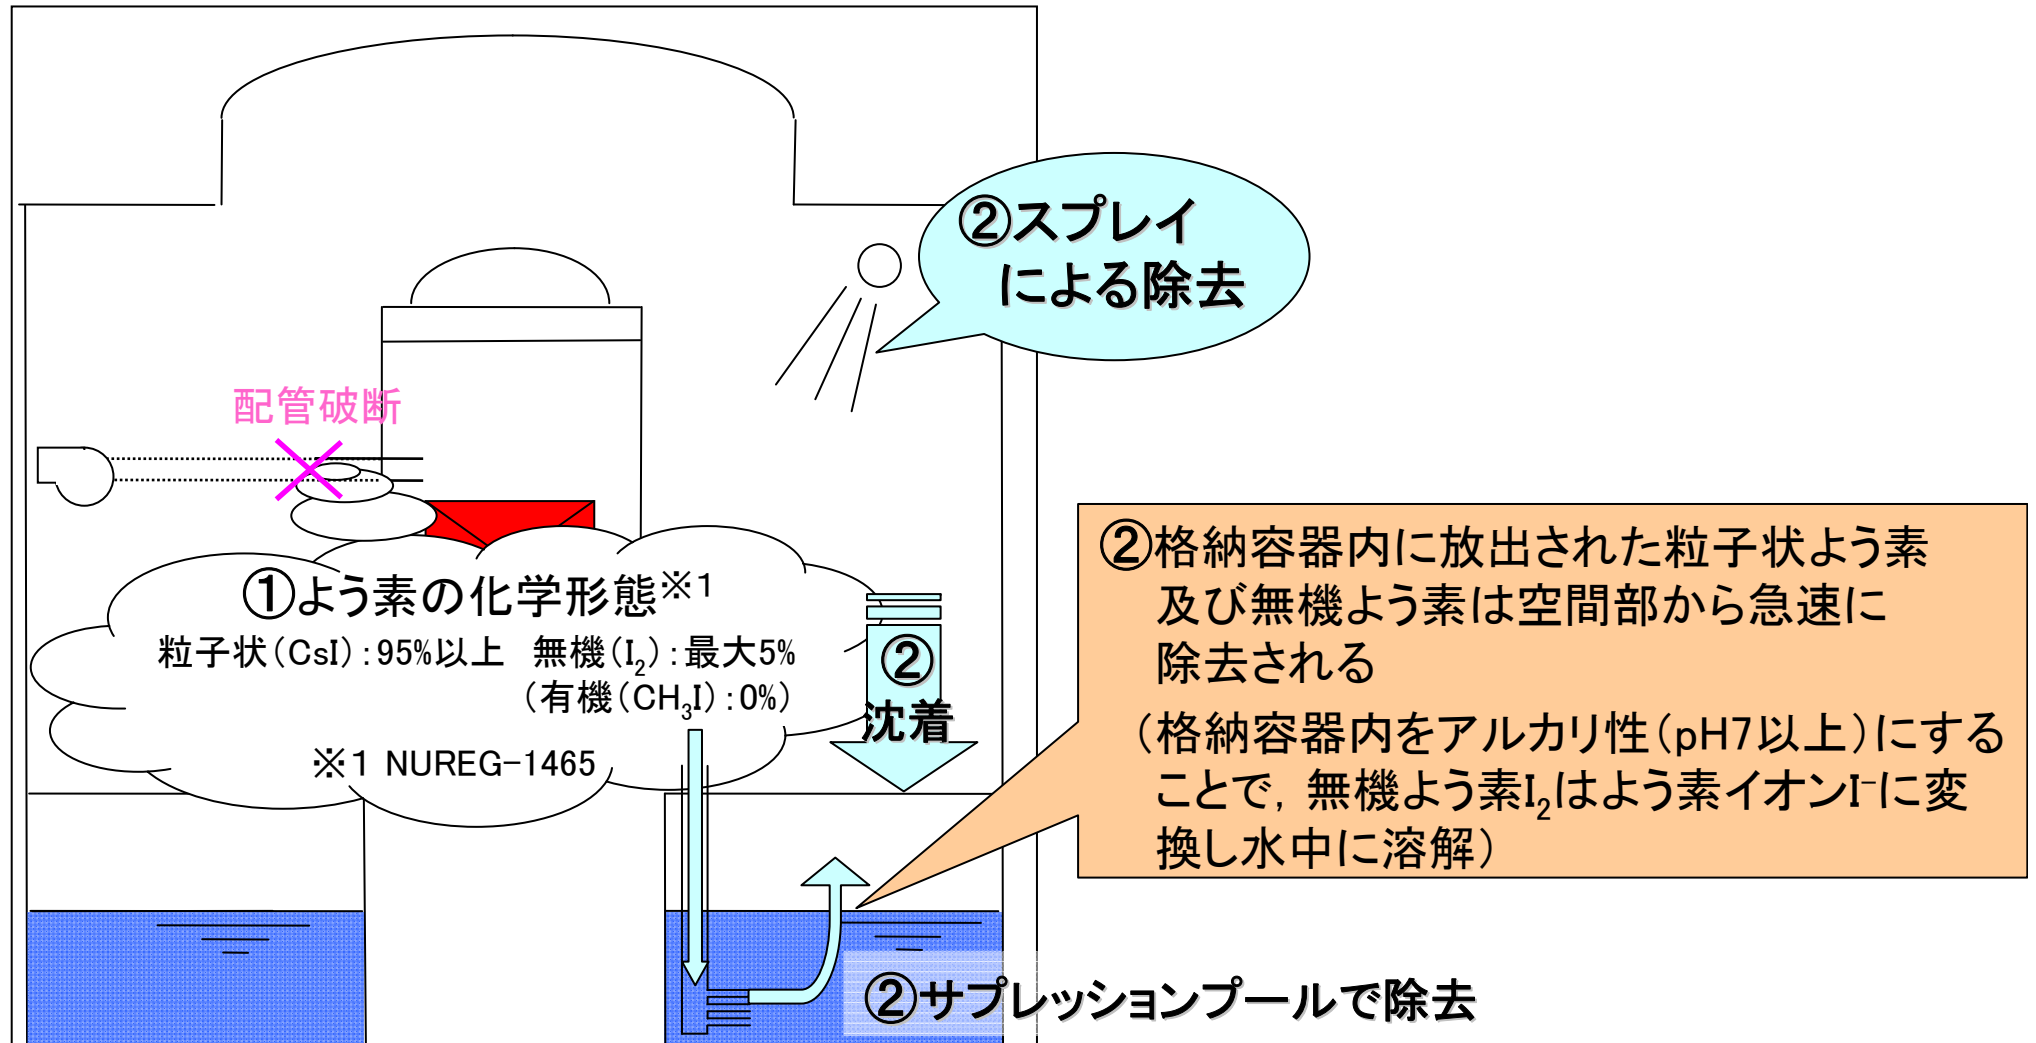 ②スプレイ
による除去
配管破断
①よう素の化学形態※1
粒子状(CsI):95%以上 無機(I₂):最大5%
(有機(CH₃I):0%)
※1 NUREG-1465
②
沈着
②格納容器内に放出された粒子状よう素
及び無機よう素は空間部から急速に
除去される
(格納容器内をアルカリ性(pH7以上)にする
ことで,無機よう素I₂はよう素イオンI⁻に変
換し水中に溶解)
②サプレッションプールで除去